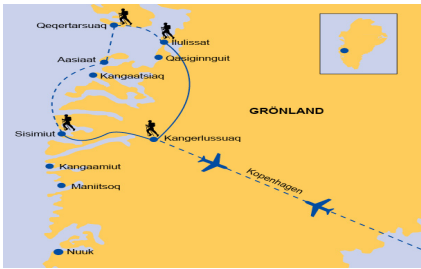 Qeqertarsuaq
Ilulissat
Aasiaat
Qasiginnguit
Kangaatsiaq
GRÖNLAND
Sisimiut
Kangerlussuaq
Kangaamiut
Kopenhagen
Maniitsoq
Nuuk